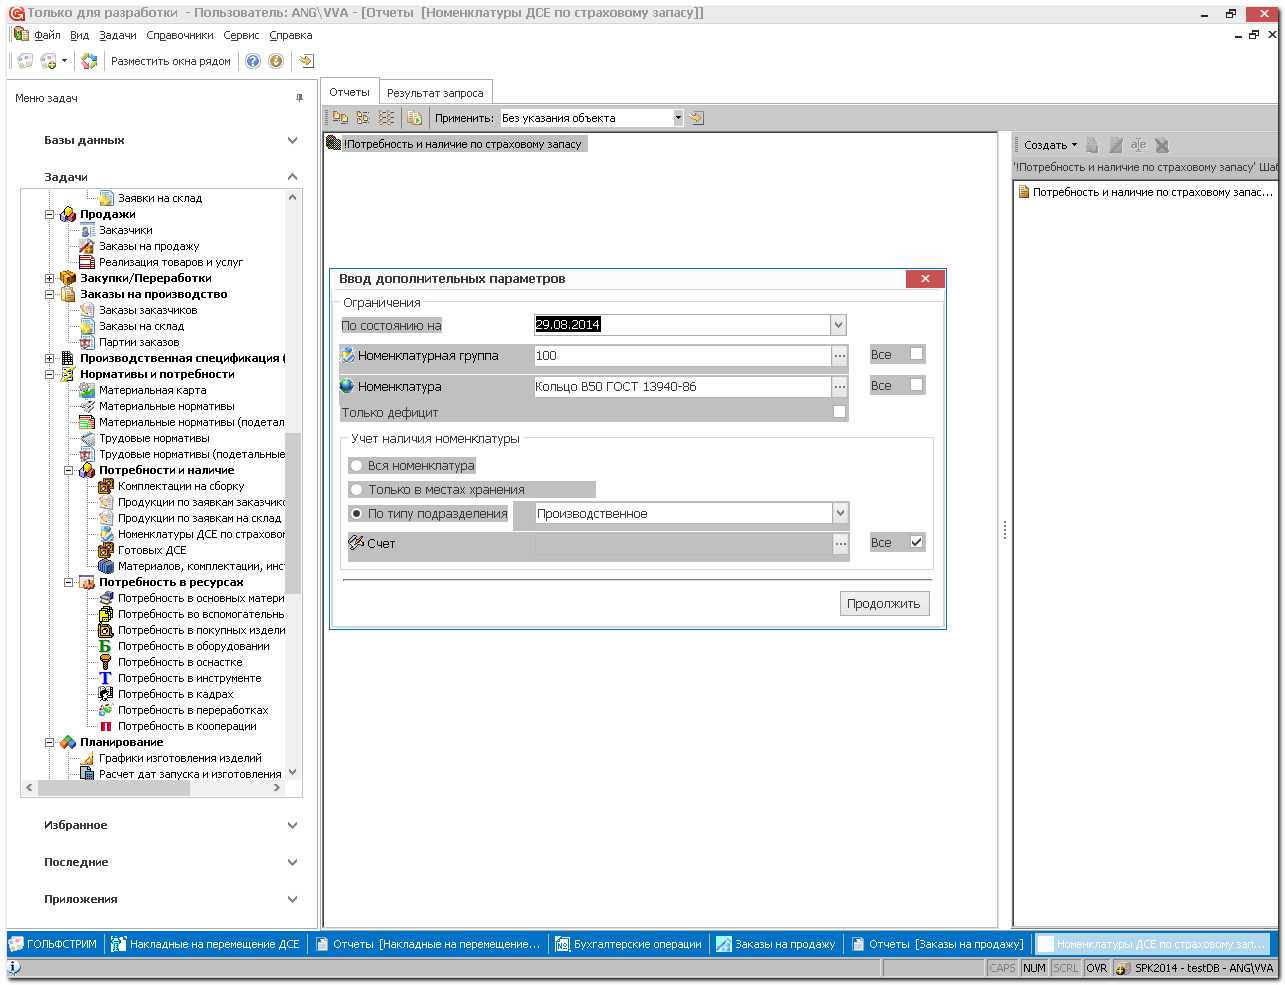 Только для разработки - Пользователь: ANG\VVA - [Отчеты [Номенклатуры ДСЕ по страховому запасу]]
Файл Вид Задачи Справочники Сервис Справка
Разместить окна рядом
Меню задач
Базы данных
Задачи
Заявки на склад
Продажи
Заказчики
Заказы на продажу
Реализация товаров и услуг
Закупки/Переработки
Заказы на производство
Заказы заказчиков
Заказы на склад
Партии заказов
Производственная спецификация (
Нормативы и потребности
Материальная карта
Материальные нормативы
Материальные нормативы (подетал
Трудовые нормативы
Трудовые нормативы (подетальные
Потребности и наличие
Комплектации на сборку
Продукции по заявкам заказчик
Продукции по заявкам на склад
Номенклатуры ДСЕ по страхово
Готовых ДСЕ
Материалов, комплектации, инс
Потребность в ресурсах
Потребность в основных матери
Потребность во вспомогательн
Потребность в покупных издели
Потребность в оборудовании
Потребность в оснастке
Потребность в инструменте
Потребность в кадрах
Потребность в переработках
Потребность в кооперации
Планирование
Графики изготовления изделий
Расчет дат запуска и изготовления
Избранное
Последние
Приложения
Отчеты Результат запроса
Применить: Без указания объекта
!Потребность и наличие по страховому запасу
Создать
'!Потребность и наличие по страховому запасу' Шаб
Потребность и наличие по страховому запас...
Ввод дополнительных параметров
Ограничения
По состоянию на 29.08.2014
Номенклатурная группа 100 ... Все
Номенклатура Кольцо В50 ГОСТ 13940-86 ... Все
Только дефицит
Учет наличия номенклатуры
Вся номенклатура
Только в местах хранения
По типу подразделения Производственное
Счет ... Все
Продолжить
ГОЛЬФСТРИМ Накладные на перемещение ДСЕ Отчеты [Накладные на перемещение... Бухгалтерские операции Заказы на продажу Отчеты [Заказы на продажу] Номенклатуры ДСЕ по страховому зап...
CAPS NUM SCRL OVR SPK2014 - testDB - ANG\VVA